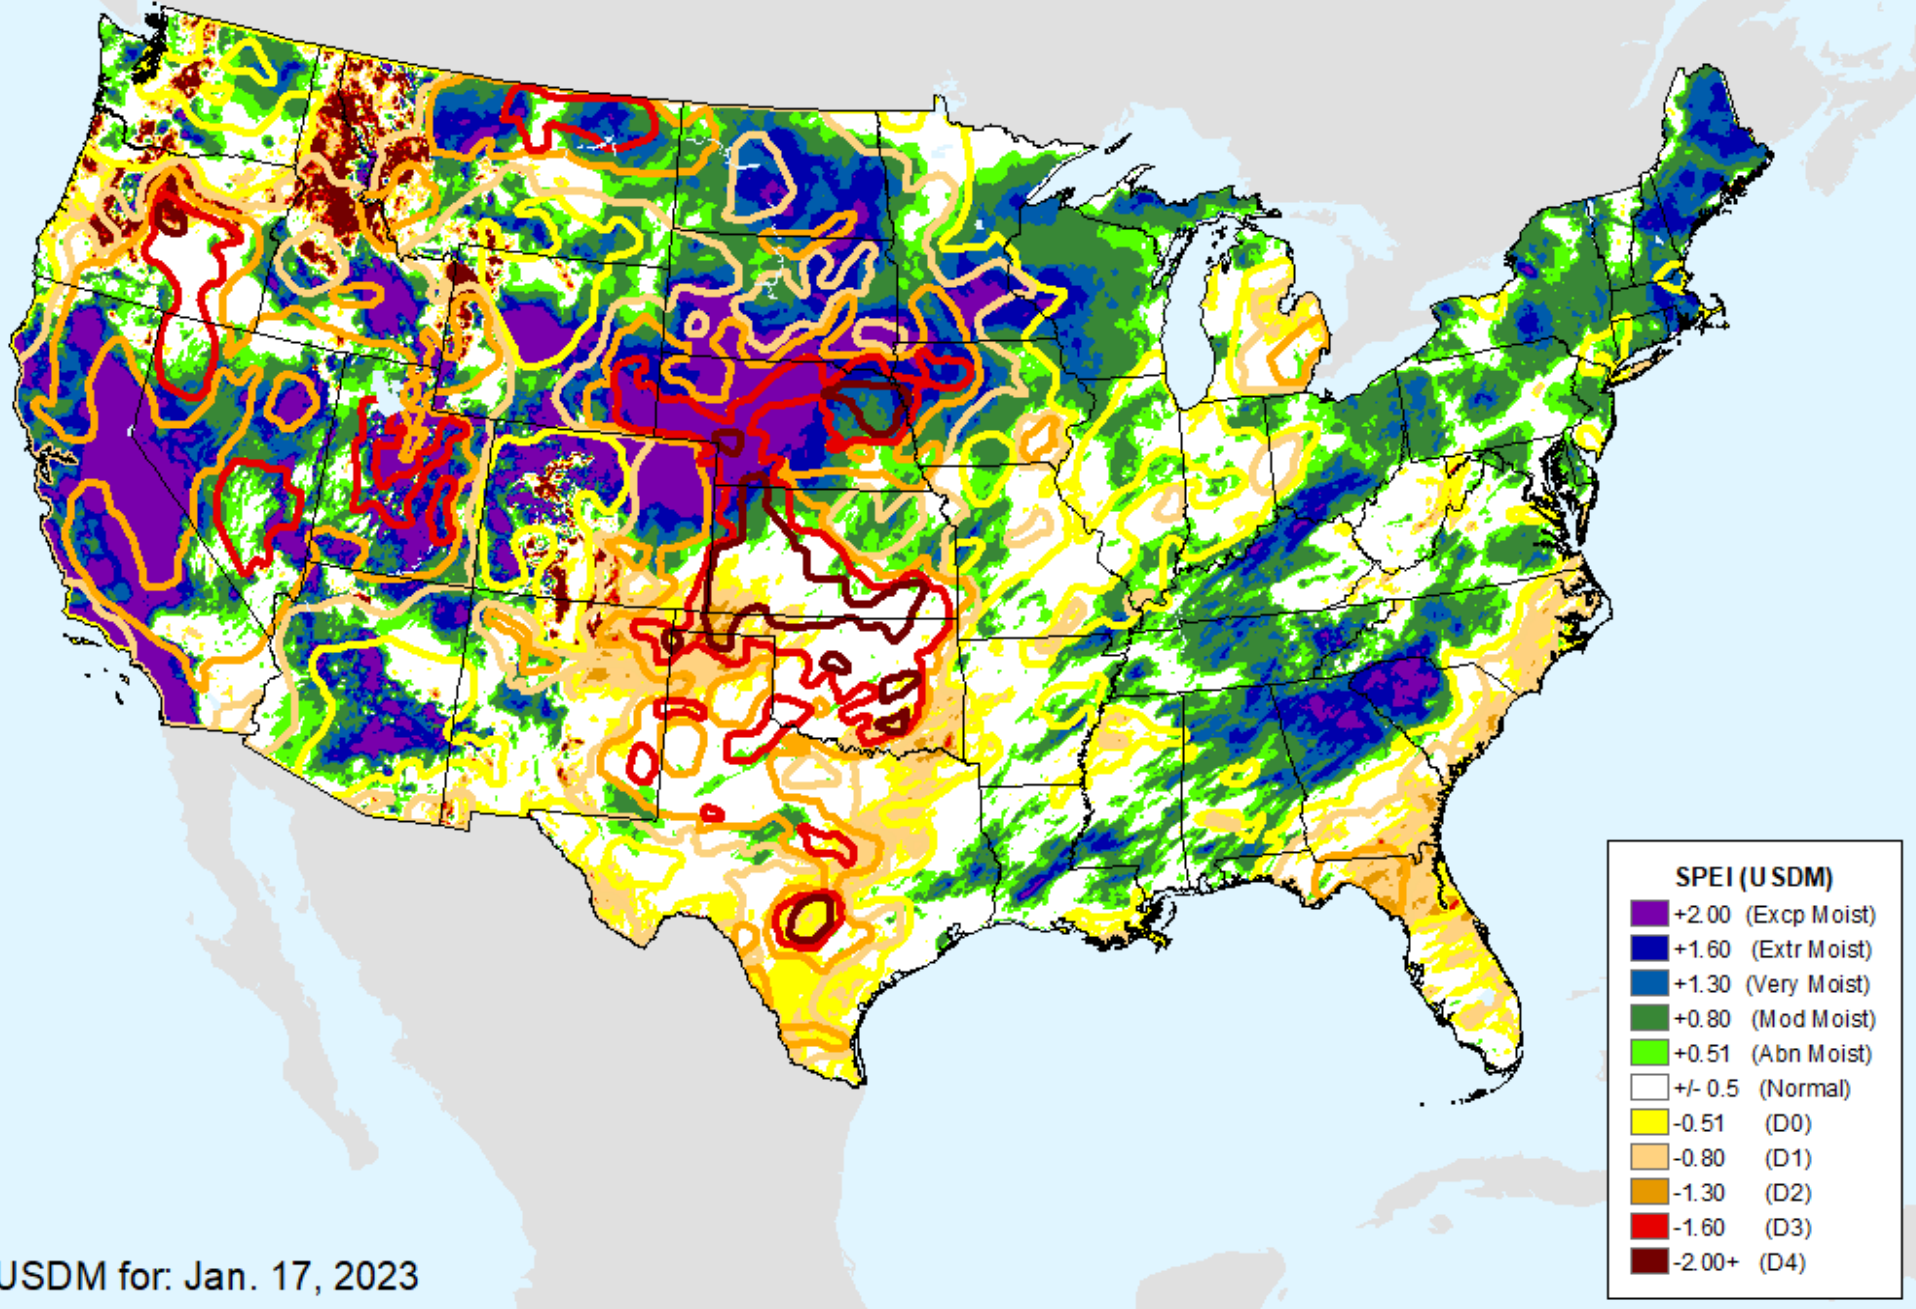 SPEI (USDM)
+2.00 (Excp Moist)
+1.60 (Extr Moist)
+1.30 (Very Moist)
+0.80 (Mod Moist)
+0.51 (Abn Moist)
+/- 0.5 (Normal)
-0.51 (D0)
-0.80 (D1)
-1.30 (D2)
-1.60 (D3)
-2.00+ (D4)
USDM for: Jan. 17, 2023